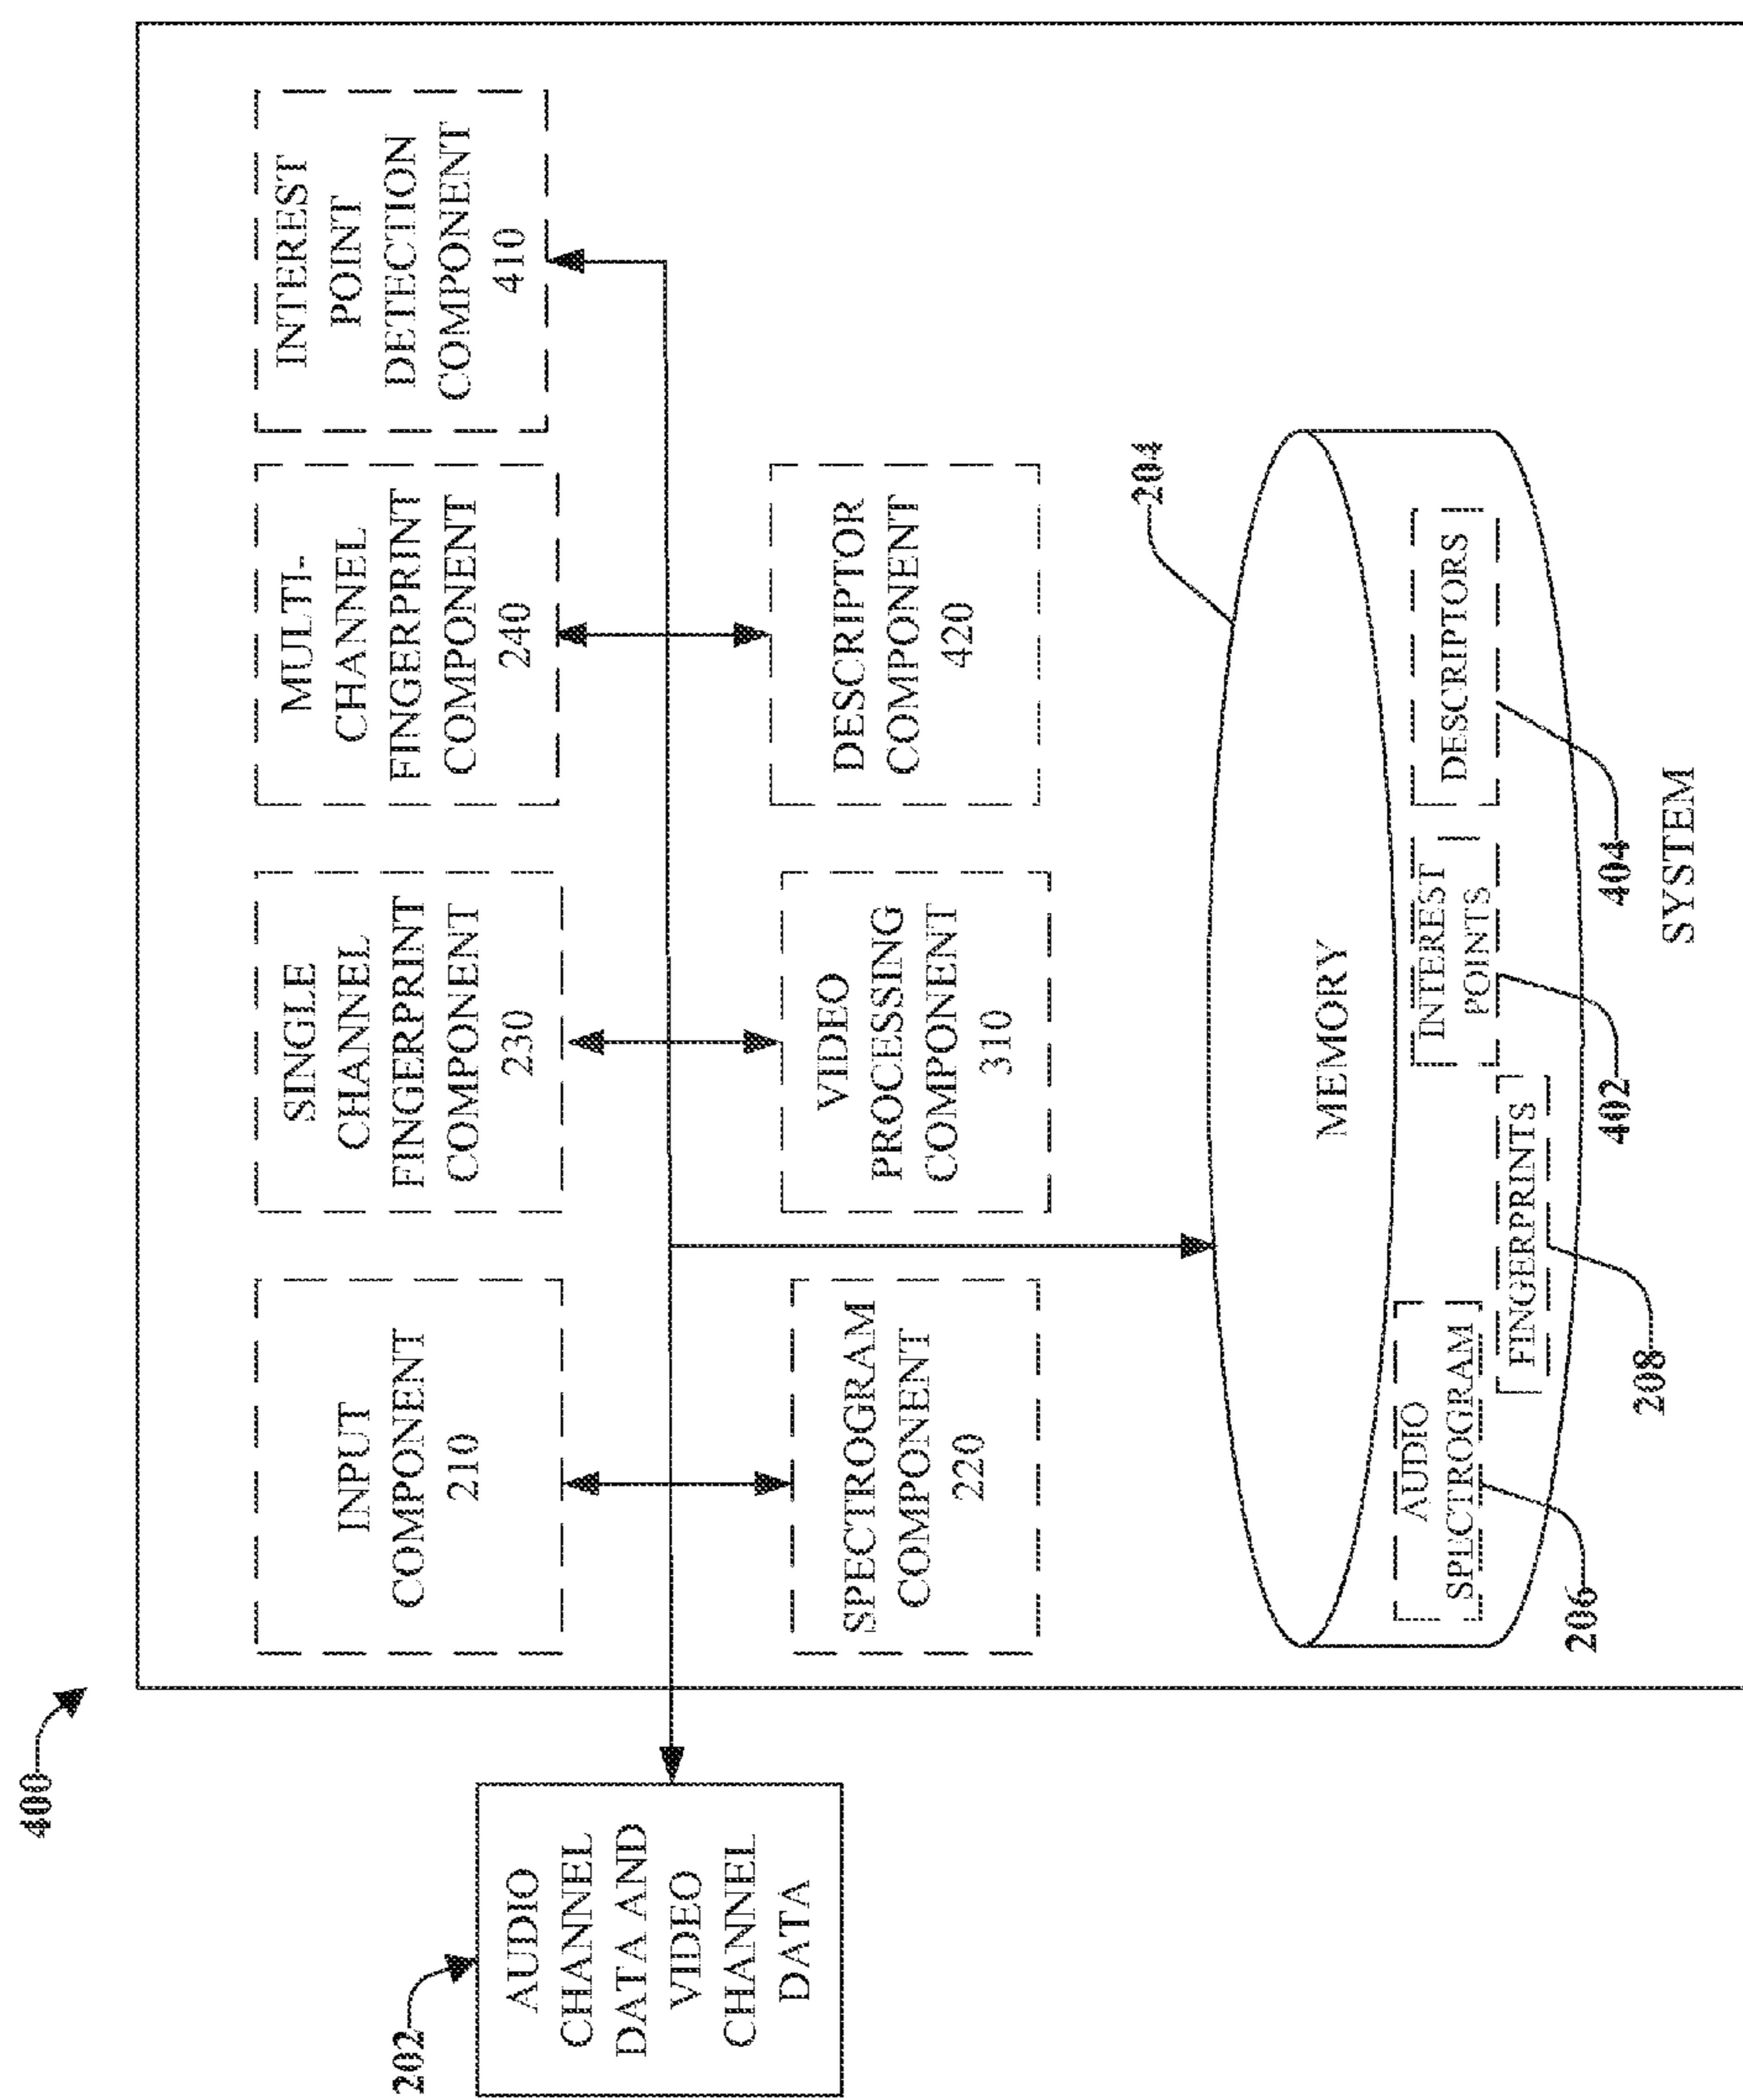 400
202
AUDIO
CHANNEL
DATA AND
VIDEO
CHANNEL
DATA
INPUT
COMPONENT
210
SINGLE
CHANNEL
FINGERPRINT
COMPONENT
230
MULTI-
CHANNEL
FINGERPRINT
COMPONENT
240
INTEREST
POINT
DETECTION
COMPONENT
410
SPECTROGRAM
COMPONENT
220
VIDEO
PROCESSING
COMPONENT
310
DESCRIPTOR
COMPONENT
420
204
MEMORY
AUDIO
SPECTROGRAM
206
FINGERPRINTS
208
INTEREST
POINTS
402
DESCRIPTORS
404
SYSTEM